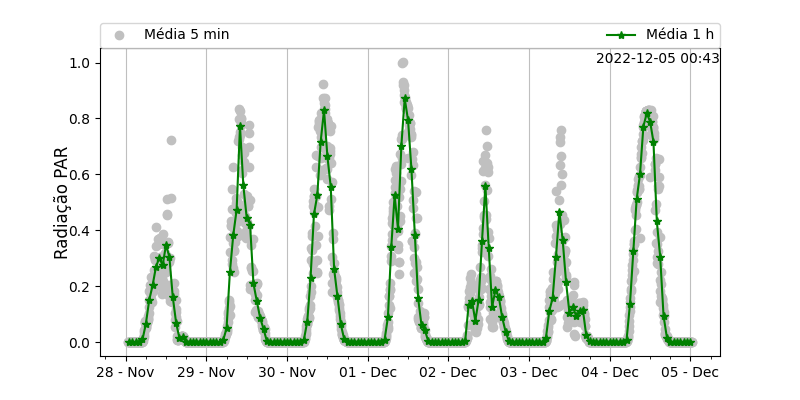 Média 5 min
Média 1 h
2022-12-05 00:43
1.0
0.8
0.6
0.4
0.2
0.0
Radiação PAR
28 - Nov
29 - Nov
30 - Nov
01 - Dec
02 - Dec
03 - Dec
04 - Dec
05 - Dec